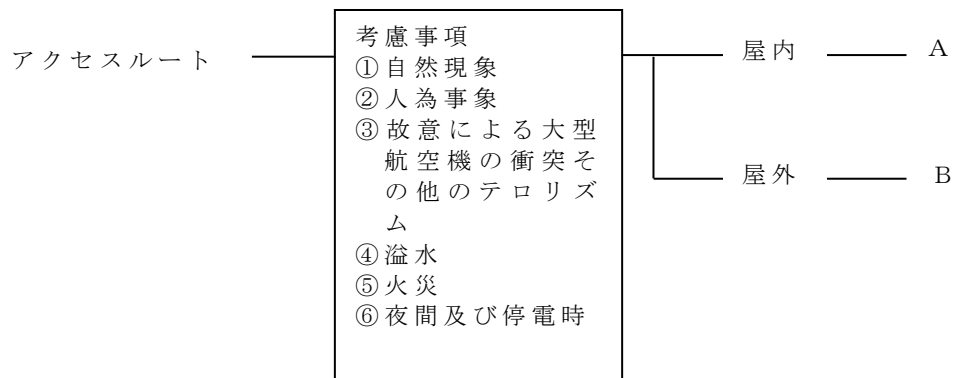 アクセスルート
考慮事項
①自然現象
②人為事象
③故意による大型
航空機の衝突そ
の他のテロリズ
ム
④溢水
⑤火災
⑥夜間及び停電時
屋内
A
屋外
B